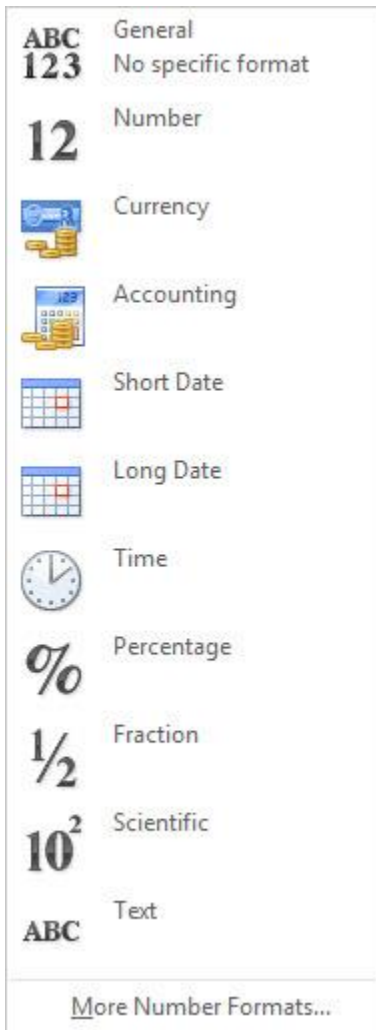 ABC
123
General
No specific format
12
Number
Currency
123
Accounting
Short Date
Long Date
Time
%
Percentage
1/2
Fraction
10²
Scientific
ABC
Text
More Number Formats...